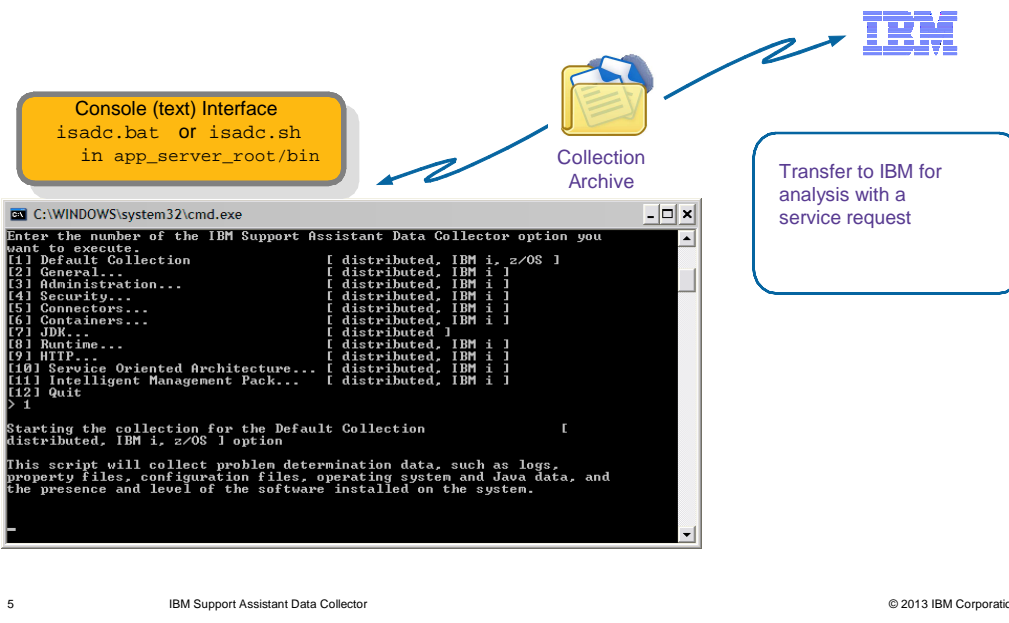 IBM
Console (text) Interface
isadc.bat or isadc.sh
in app_server_root/bin
Collection
Archive
Transfer to IBM for
analysis with a
service request
C:\WINDOWS\system32\cmd.exe
Enter the number of the IBM Support Assistant Data Collector option you
want to execute.
[1] Default Collection [ distributed, IBM i, z/OS ]
[2] General... [ distributed, IBM i ]
[3] Administration... [ distributed, IBM i ]
[4] Security... [ distributed, IBM i ]
[5] Connectors... [ distributed, IBM i ]
[6] Containers... [ distributed, IBM i ]
[7] JDK... [ distributed ]
[8] Runtime... [ distributed, IBM i ]
[9] HTTP... [ distributed, IBM i ]
[10] Service Oriented Architecture... [ distributed, IBM i ]
[11] Intelligent Management Pack... [ distributed, IBM i ]
[12] Quit
> 1
Starting the collection for the Default Collection [
distributed, IBM i, z/OS ] option
This script will collect problem determination data, such as logs,
property files, configuration files, operating system and Java data, and
the presence and level of the software installed on the system.
5 IBM Support Assistant Data Collector © 2013 IBM Corporatio